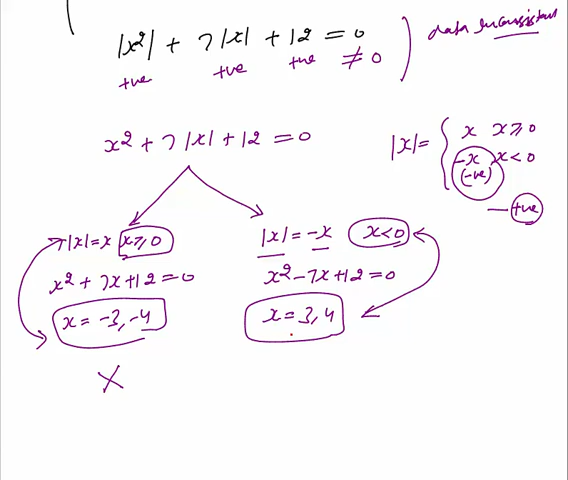 |x²| + 7|x| + 12 = 0
data Inconsistent
+ve +ve +ve ≠ 0
x² + 7|x| + 12 = 0
|x| = { x x ≥ 0
-x x < 0
(-ve)
— +ve
|x| = x x ≥ 0
|x| = -x x < 0
x² + 7x + 12 = 0
x² - 7x + 12 = 0
x = -3, -4
x = 3, 4